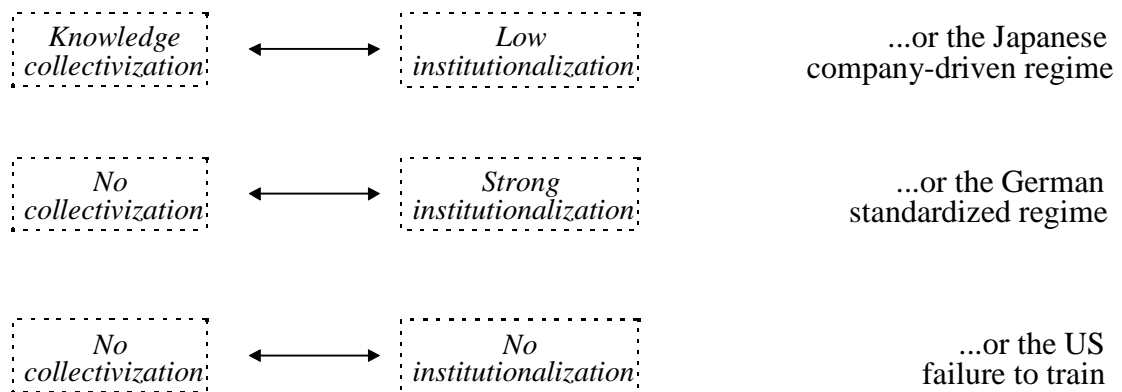 Knowledge
collectivization
Low
institutionalization
...or the Japanese
company-driven regime
No
collectivization
Strong
institutionalization
...or the German
standardized regime
No
collectivization
No
institutionalization
...or the US
failure to train